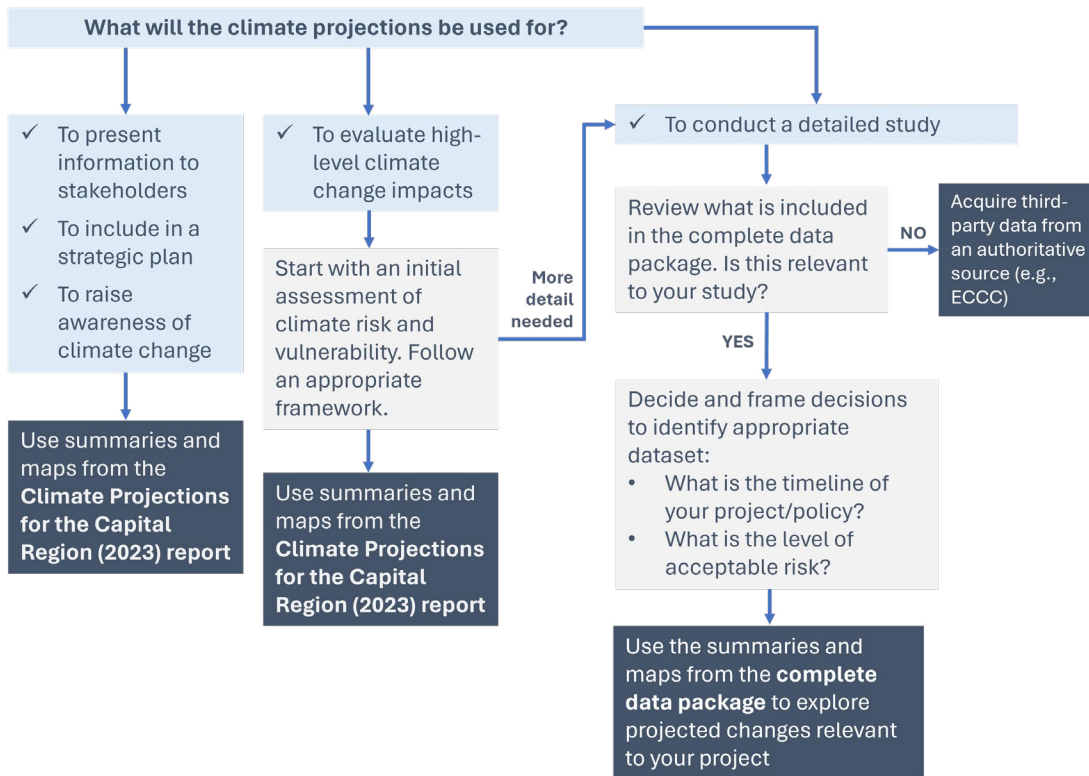 What will the climate projections be used for?
✓ To present
information to
stakeholders
✓ To include in a
strategic plan
✓ To raise
awareness of
climate change
Use summaries and
maps from the
Climate Projections
for the Capital
Region (2023) report
✓ To evaluate high-
level climate
change impacts
Start with an initial
assessment of
climate risk and
vulnerability. Follow
an appropriate
framework.
Use summaries and
maps from the
Climate Projections
for the Capital
Region (2023) report
More
detail
needed
✓ To conduct a detailed study
Review what is included
in the complete data
package. Is this relevant
to your study?
NO
Acquire third-
party data from
an authoritative
source (e.g.,
ECCC)
YES
Decide and frame decisions
to identify appropriate
dataset:
• What is the timeline of
your project/policy?
• What is the level of
acceptable risk?
Use the summaries and
maps from the complete
data package to explore
projected changes relevant
to your project